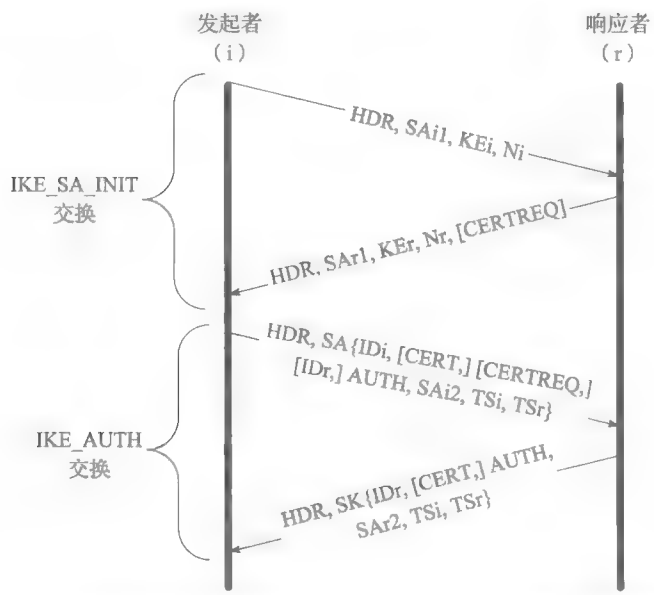 发起者
（i）
响应者
（r）
HDR, SAi1, KEi, Ni
IKE_SA_INIT
交换
HDR, SAr1, KEr, Nr, [CERTREQ]
HDR, SA{IDi, [CERT,] [CERTREQ,]
[IDr,] AUTH, SAi2, TSi, TSr}
IKE_AUTH
交换
HDR, SK{IDr, [CERT,] AUTH,
SAr2, TSi, TSr}